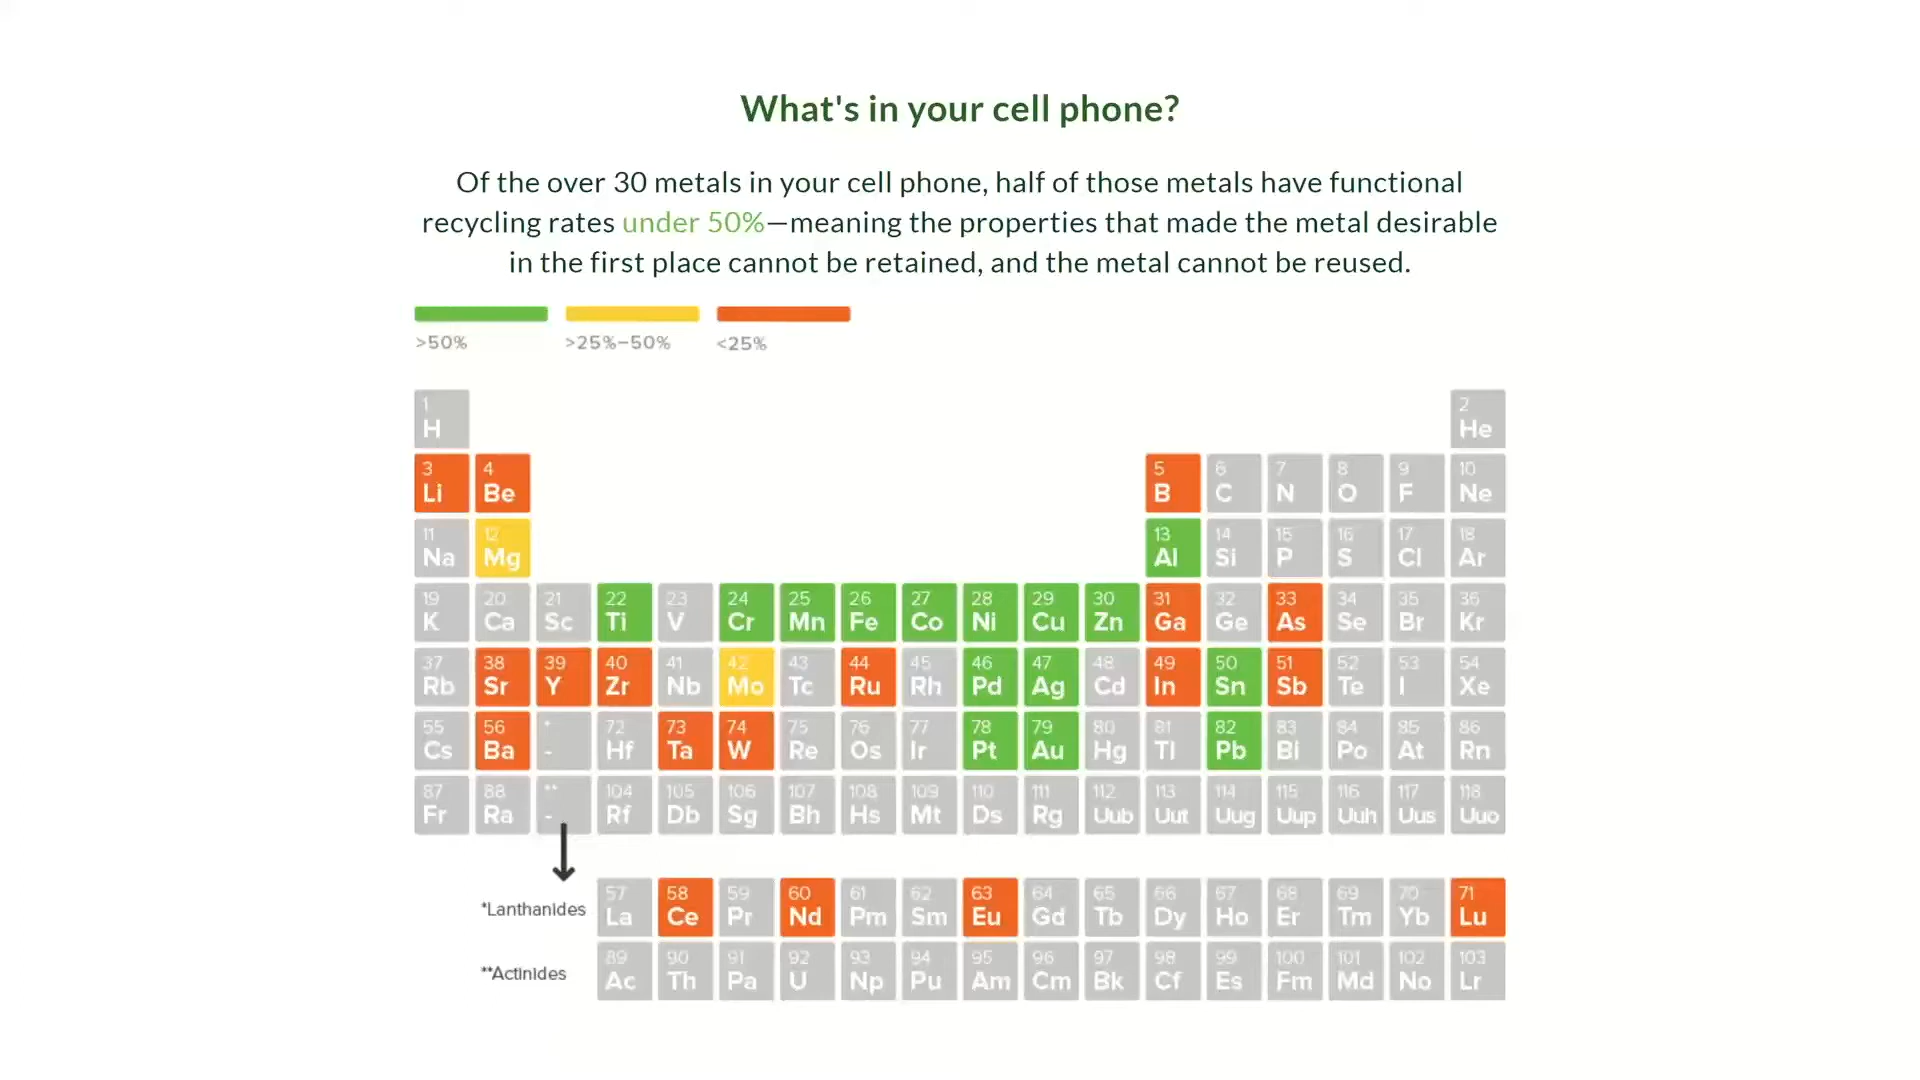 What's in your cell phone?
Of the over 30 metals in your cell phone, half of those metals have functional
recycling rates under 50%—meaning the properties that made the metal desirable
in the first place cannot be retained, and the metal cannot be reused.
>50% >25%-50% <25%
1 2
H He
3 4 5 6 7 8 9 10
Li Be B C N O F Ne
11 12 13 14 15 16 17 18
Na Mg Al Si P S Cl Ar
19 20 21 22 23 24 25 26 27 28 29 30 31 32 33 34 35 36
K Ca Sc Ti V Cr Mn Fe Co Ni Cu Zn Ga Ge As Se Br Kr
37 38 39 40 41 42 43 44 45 46 47 48 49 50 51 52 53 54
Rb Sr Y Zr Nb Mo Tc Ru Rh Pd Ag Cd In Sn Sb Te I Xe
55 56 * 72 73 74 75 76 77 78 79 80 81 82 83 84 85 86
Cs Ba - Hf Ta W Re Os Ir Pt Au Hg Tl Pb Bi Po At Rn
87 88 ** 104 105 106 107 108 109 110 111 112 113 114 115 116 117 118
Fr Ra - Rf Db Sg Bh Hs Mt Ds Rg Uub Uut Uug Uup Uuh Uus Uuo
57 58 59 60 61 62 63 64 65 66 67 68 69 70 71
*Lanthanides La Ce Pr Nd Pm Sm Eu Gd Tb Dy Ho Er Tm Yb Lu
89 90 91 92 93 94 95 96 97 98 99 100 101 102 103
**Actinides Ac Th Pa U Np Pu Am Cm Bk Cf Es Fm Md No Lr